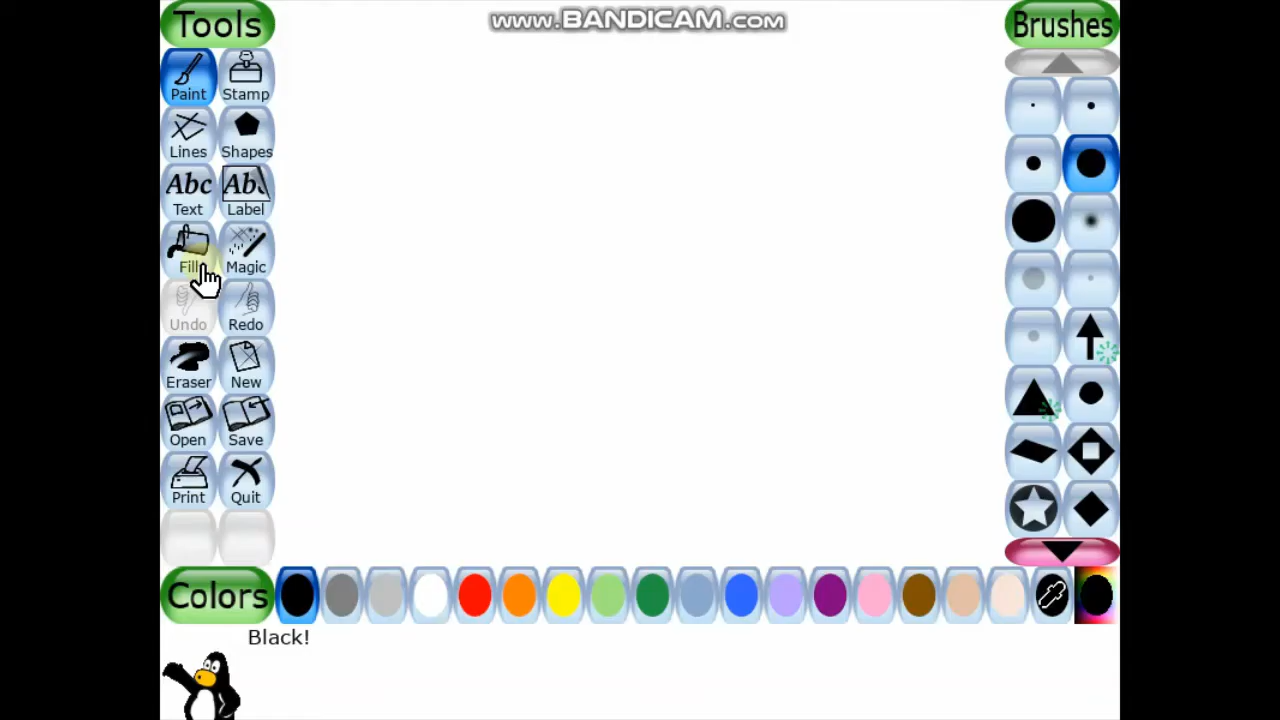 www.BANDICAM.com
Tools
Brushes
Paint
Stamp
Lines
Shapes
Abc
Abc
Text
Label
Fill
Magic
Undo
Redo
Eraser
New
Open
Save
Print
Quit
Colors
Black!